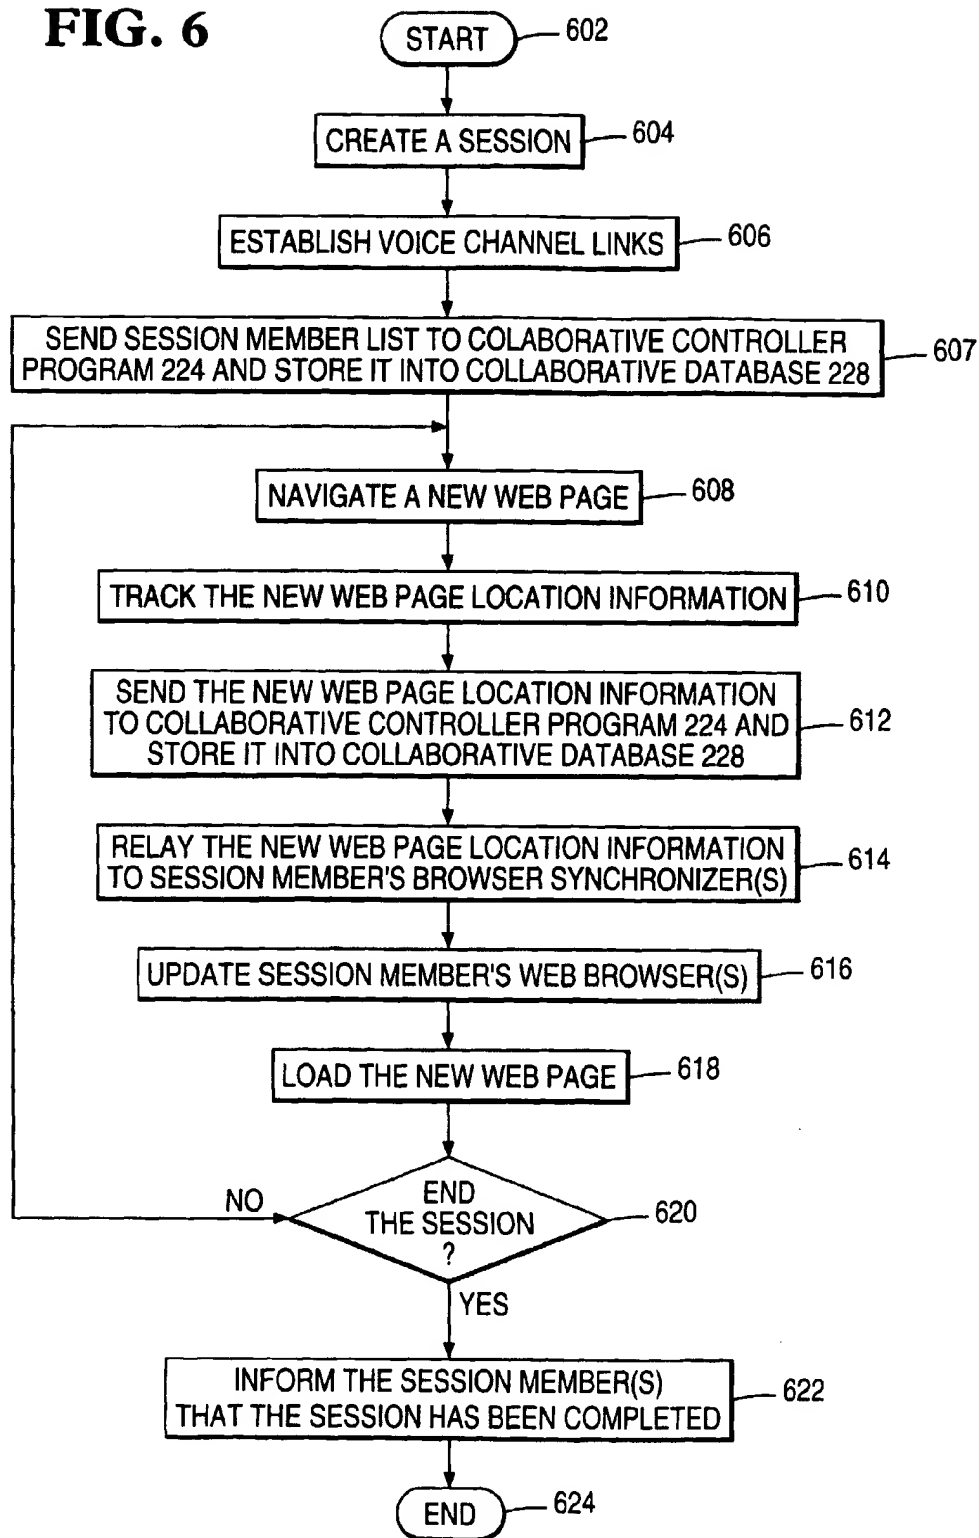 FIG. 6
START
602
CREATE A SESSION
604
ESTABLISH VOICE CHANNEL LINKS
606
SEND SESSION MEMBER LIST TO COLABORATIVE CONTROLLER
PROGRAM 224 AND STORE IT INTO COLLABORATIVE DATABASE 228
607
NAVIGATE A NEW WEB PAGE
608
TRACK THE NEW WEB PAGE LOCATION INFORMATION
610
SEND THE NEW WEB PAGE LOCATION INFORMATION
TO COLLABORATIVE CONTROLLER PROGRAM 224 AND
STORE IT INTO COLLABORATIVE DATABASE 228
612
RELAY THE NEW WEB PAGE LOCATION INFORMATION
TO SESSION MEMBER'S BROWSER SYNCHRONIZER(S)
614
UPDATE SESSION MEMBER'S WEB BROWSER(S)
616
LOAD THE NEW WEB PAGE
618
NO
END
THE SESSION
?
620
YES
INFORM THE SESSION MEMBER(S)
THAT THE SESSION HAS BEEN COMPLETED
622
END
624